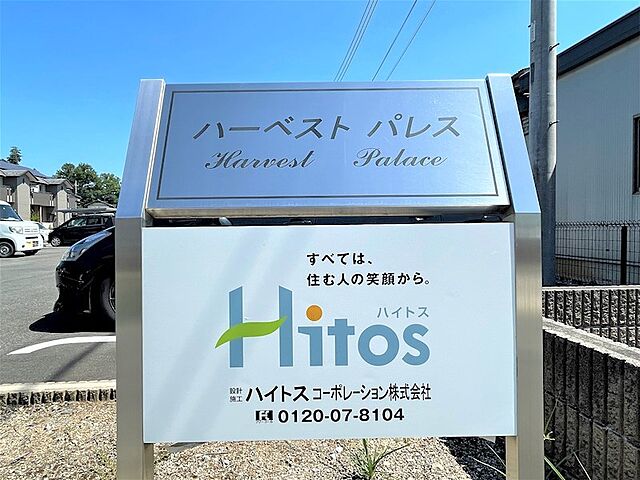 ハーベスト パレス
Harvest Palace
すべては、
住む人の笑顔から。
ハイトス
Hitos
設計
施工 ハイトスコーポレーション株式会社
0120-07-8104